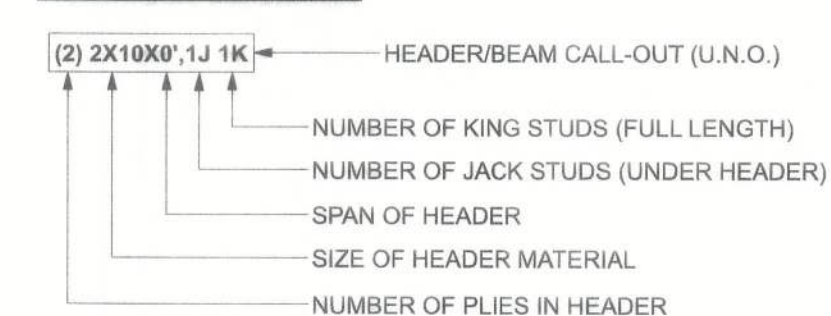 (2) 2X10X0',1J 1K HEADER/BEAM CALL-OUT (U.N.O.)
NUMBER OF KING STUDS (FULL LENGTH)
NUMBER OF JACK STUDS (UNDER HEADER)
SPAN OF HEADER
SIZE OF HEADER MATERIAL
NUMBER OF PLIES IN HEADER